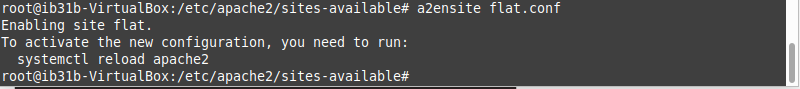 root@ib31b-VirtualBox:/etc/apache2/sites-available# a2ensite flat.conf
Enabling site flat.
To activate the new configuration, you need to run:
  systemctl reload apache2
root@ib31b-VirtualBox:/etc/apache2/sites-available#